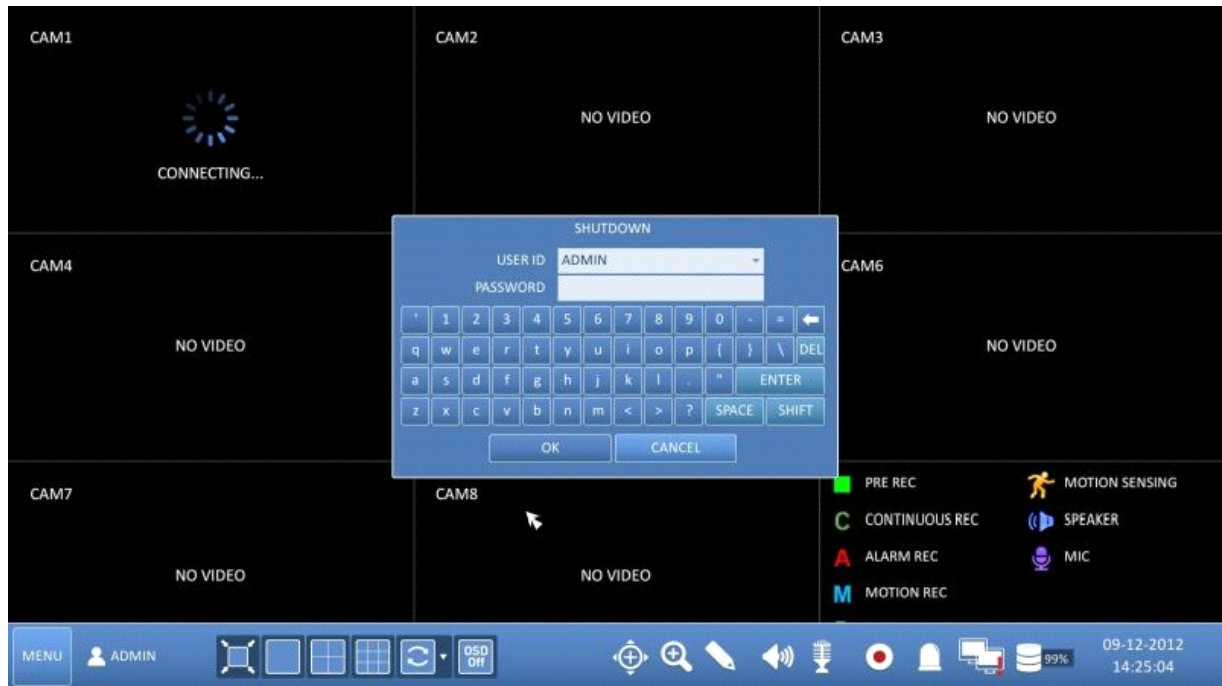 CAM1
CAM2
CAM3
NO VIDEO
NO VIDEO
CONNECTING...
SHUTDOWN
USER ID ADMIN
PASSWORD
' 1 2 3 4 5 6 7 8 9 0 - =
q w e r t y u i o p { } \ DEL
a s d f g h j k l . " ENTER
z x c v b n m < > ? SPACE SHIFT
OK CANCEL
CAM4
CAM6
NO VIDEO
NO VIDEO
CAM7
CAM8
NO VIDEO
NO VIDEO
PRE REC
MOTION SENSING
C CONTINUOUS REC
SPEAKER
A ALARM REC
MIC
M MOTION REC
MENU
ADMIN
OSD
Off
99%
09-12-2012
14:25:04